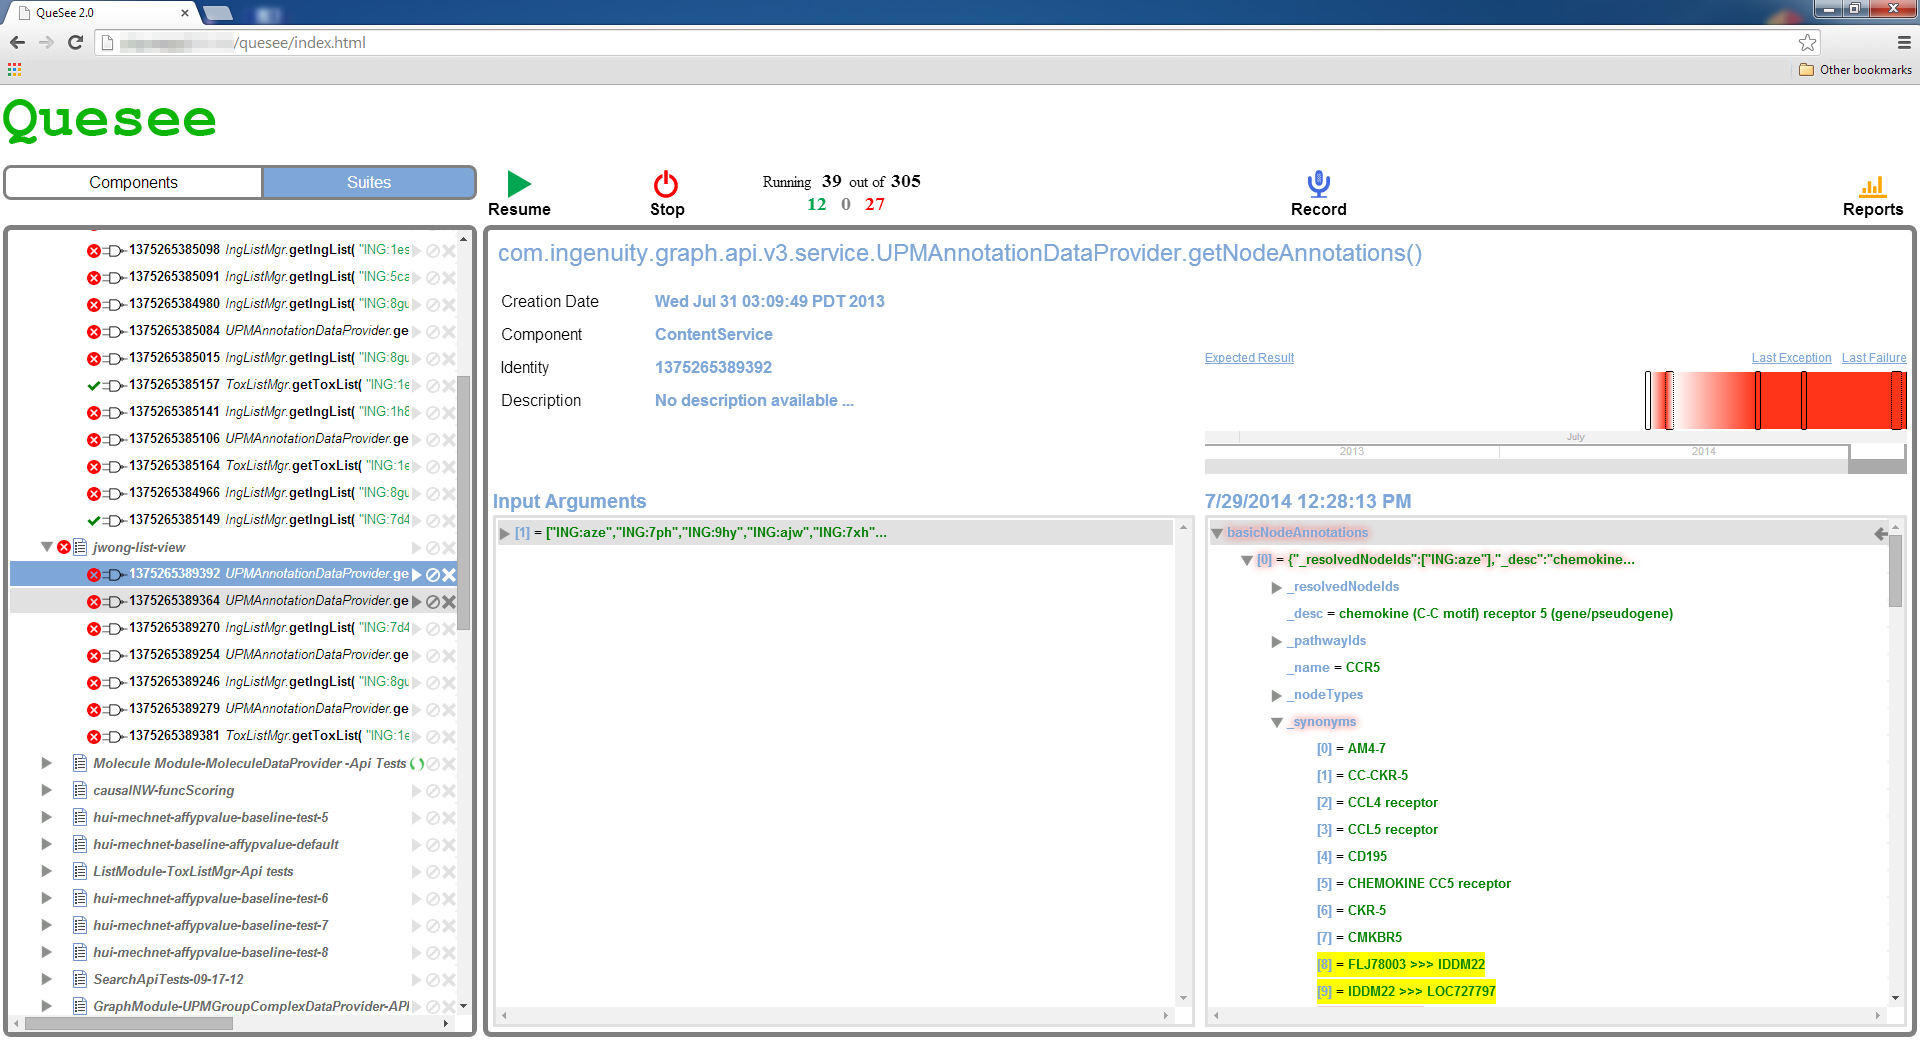 QueSee 2.0
/quesee/index.html
Other bookmarks
Quesee
Components
Suites
Resume
Stop
Running 39 out of 305
12 0 27
Record
Reports
1375265385098 IngListMgr.getIngList( "ING:1es
1375265385091 IngListMgr.getIngList( "ING:5ca
1375265384980 IngListMgr.getIngList( "ING:8gu
1375265385084 UPMAnnotationDataProvider.ge
1375265385015 IngListMgr.getIngList( "ING:8gu
1375265385157 ToxListMgr.getToxList( "ING:1e
1375265385141 IngListMgr.getIngList( "ING:1h8
1375265385106 UPMAnnotationDataProvider.ge
1375265385164 ToxListMgr.getToxList( "ING:1e
1375265384966 IngListMgr.getIngList( "ING:8gu
1375265385149 IngListMgr.getIngList( "ING:7d4
jwong-list-view
1375265389392 UPMAnnotationDataProvider.ge
1375265389364 UPMAnnotationDataProvider.ge
1375265389270 IngListMgr.getIngList( "ING:7d4
1375265389254 UPMAnnotationDataProvider.ge
1375265389246 IngListMgr.getIngList( "ING:8gu
1375265389279 UPMAnnotationDataProvider.ge
1375265389381 ToxListMgr.getToxList( "ING:1e
Molecule Module-MoleculeDataProvider -Api Tests
causalNW-funcScoring
hui-mechnet-affypvalue-baseline-test-5
hui-mechnet-baseline-affypvalue-default
ListModule-ToxListMgr-Api tests
hui-mechnet-affypvalue-baseline-test-6
hui-mechnet-affypvalue-baseline-test-7
hui-mechnet-affypvalue-baseline-test-8
SearchApiTests-09-17-12
GraphModule-UPMGroupComplexDataProvider-API
com.ingenuity.graph.api.v3.service.UPMAnnotationDataProvider.getNodeAnnotations()
Creation Date Wed Jul 31 03:09:49 PDT 2013
Component ContentService
Identity 1375265389392
Description No description available ...
Expected Result
Last Exception
Last Failure
July
2013
2014
Input Arguments
[1] = ["ING:aze","ING:7ph","ING:9hy","ING:ajw","ING:7xh"...
7/29/2014 12:28:13 PM
basicNodeAnnotations
[0] = {"_resolvedNodeIds":["ING:aze"],"_desc":"chemokine...
_resolvedNodeIds
_desc = chemokine (C-C motif) receptor 5 (gene/pseudogene)
_pathwayIds
_name = CCR5
_nodeTypes
_synonyms
[0] = AM4-7
[1] = CC-CKR-5
[2] = CCL4 receptor
[3] = CCL5 receptor
[4] = CD195
[5] = CHEMOKINE CC5 receptor
[6] = CKR-5
[7] = CMKBR5
[8] = FLJ78003 >>> IDDM22
[9] = IDDM22 >>> LOC727797